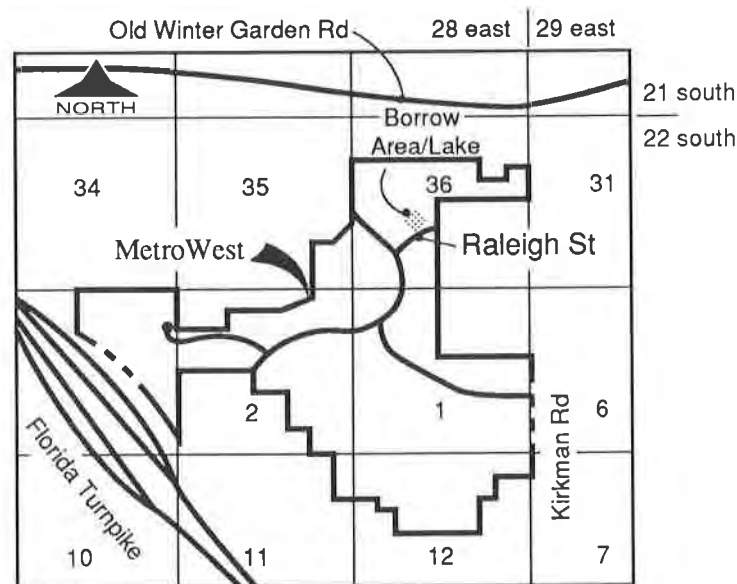 Old Winter Garden Rd
28 east
29 east
NORTH
21 south
22 south
Borrow
Area/Lake
34
35
36
31
MetroWest
Raleigh St
2
1
6
Florida Turnpike
Kirkman Rd
10
11
12
7